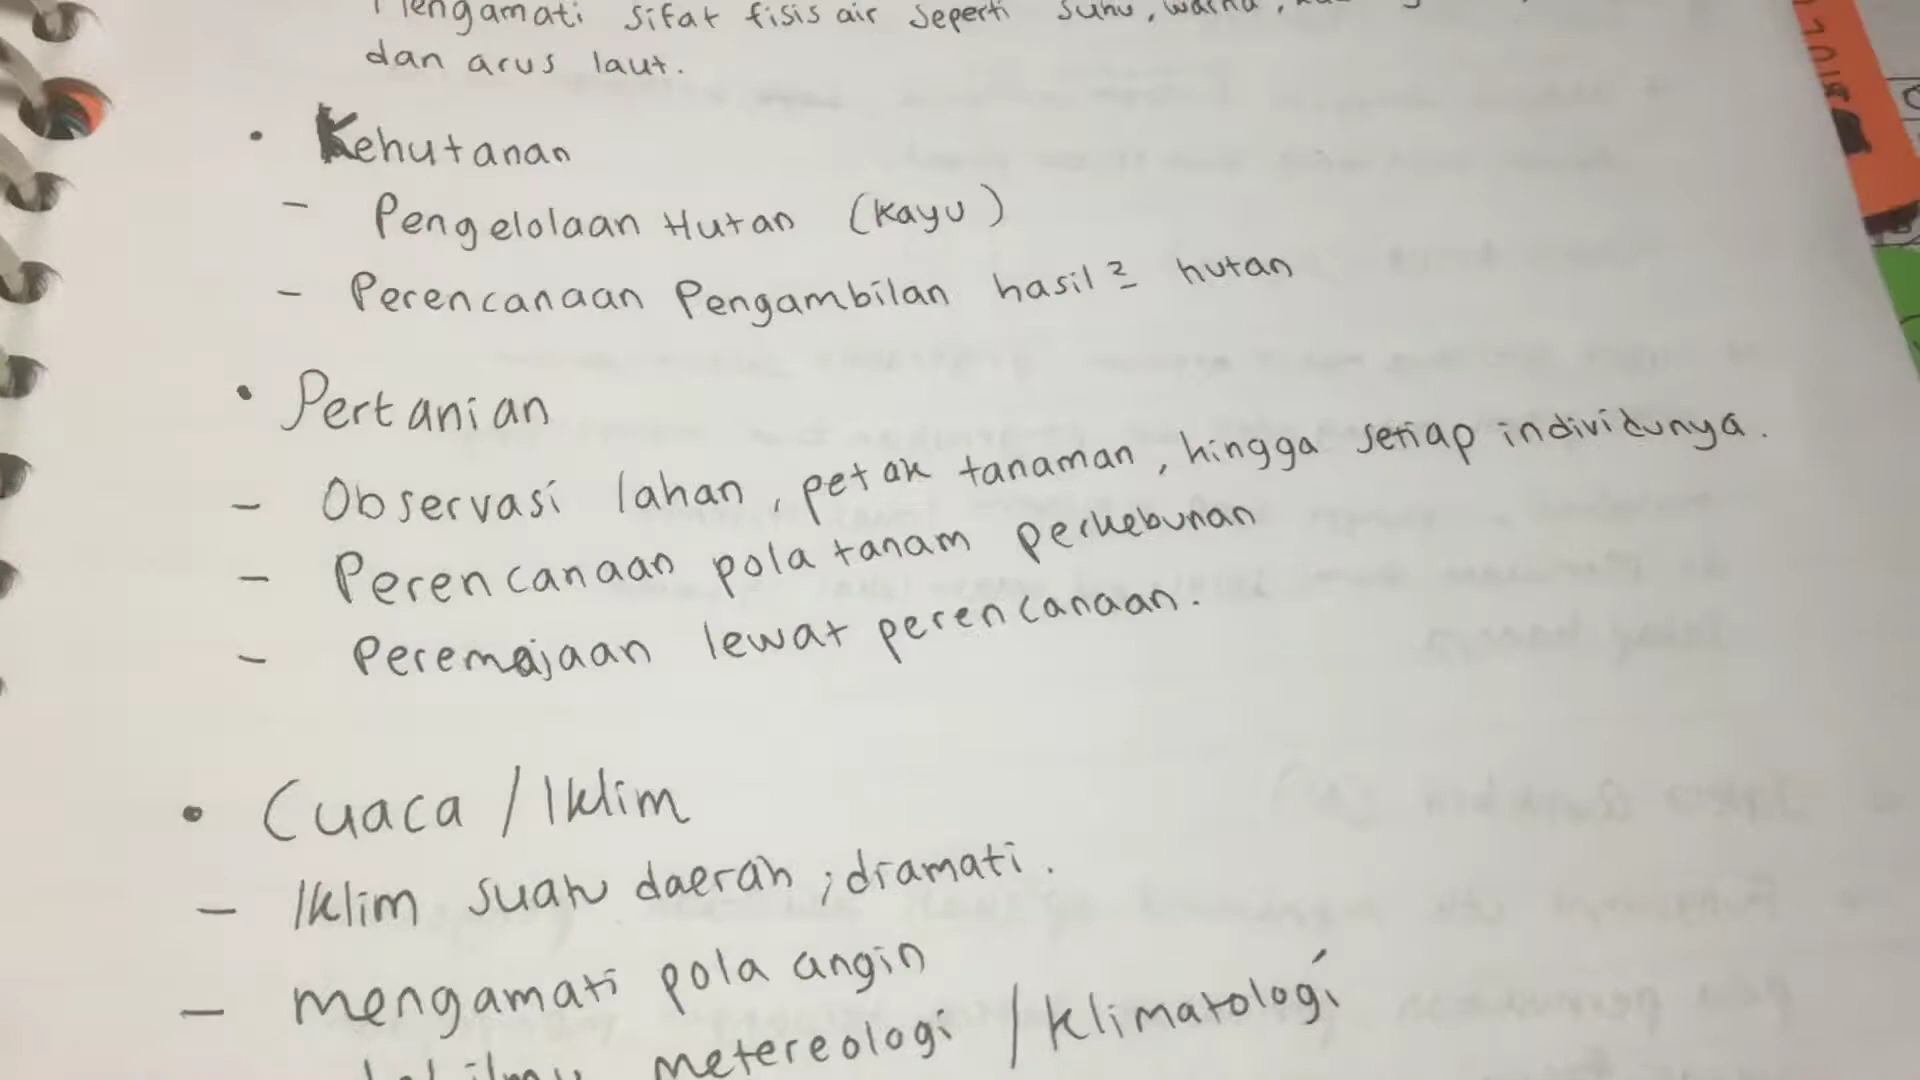 Mengamati sifat fisis air seperti suhu, warna,
dan arus laut.
• Kehutanan
- Pengelolaan Hutan (Kayu)
- Perencanaan Pengambilan hasil2 hutan
• Pertanian
- Observasi lahan, petak tanaman, hingga setiap individunya.
- Perencanaan pola tanam perkebunan
- Peremajaan lewat perencanaan.
• Cuaca / Iklim
- Iklim suatu daerah ; diamati.
- mengamati pola angin
ilmu metereologi / klimatologi